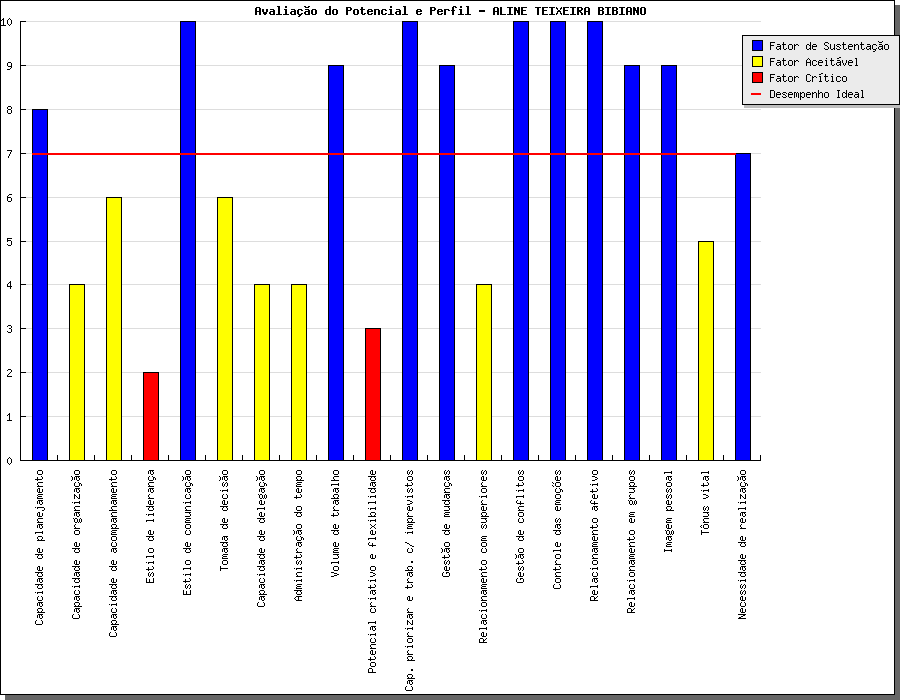 Avaliação do Potencial e Perfil - ALINE TEIXEIRA BIBIANO
10
9
8
7
6
5
4
3
2
1
0
Fator de Sustentação
Fator Aceitável
Fator Crítico
Desempenho Ideal
Capacidade de planejamento
Capacidade de organização
Capacidade de acompanhamento
Estilo de liderança
Estilo de comunicação
Tomada de decisão
Capacidade de delegação
Administração do tempo
Volume de trabalho
Potencial criativo e flexibilidade
Cap. priorizar e trab. c/ imprevistos
Gestão de mudanças
Relacionamento com superiores
Gestão de conflitos
Controle das emoções
Relacionamento afetivo
Relacionamento em grupos
Imagem pessoal
Tônus vital
Necessidade de realização